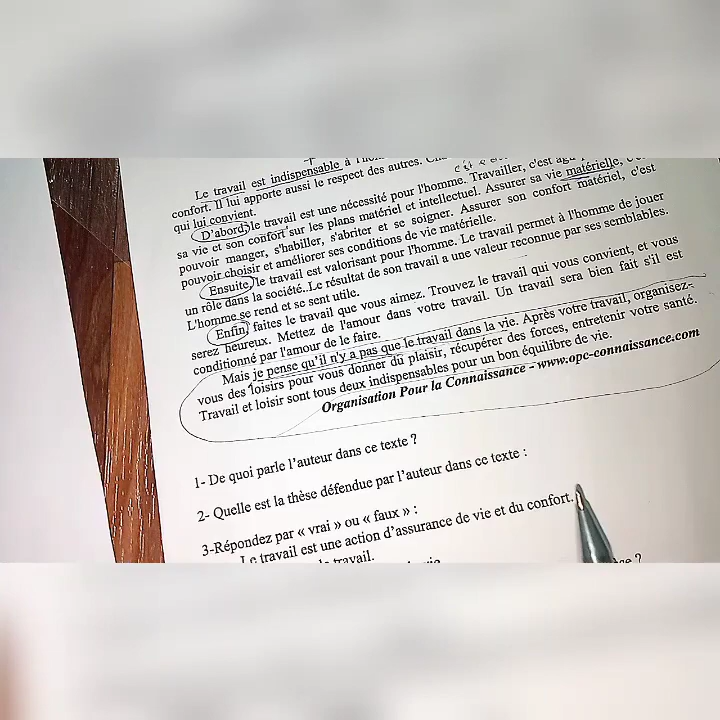 Le travail est indispensable à
confort. Il lui apporte aussi le respect des autres.
qui lui convient.
D'abord, le travail est une nécessité pour l'homme. Travailler, c'est
sa vie et son confort sur les plans matériel et intellectuel. Assurer sa vie matérielle, c'est
pouvoir manger, s'habiller, s'abriter et se soigner. Assurer son confort matériel, c'est
pouvoir choisir et améliorer ses conditions de vie matérielle.
Ensuite, le travail est valorisant pour l'homme. Le travail permet à l'homme de jouer
un rôle dans la société. Le résultat de son travail a une valeur reconnue par ses semblables.
L'homme se rend et se sent utile.
Enfin, faites le travail que vous aimez. Trouvez le travail qui vous convient, et vous
serez heureux. Mettez de l'amour dans votre travail. Un travail sera bien fait s'il est
conditionné par l'amour de le faire.
Mais je pense qu'il n'y a pas que le travail dans la vie. Après votre travail, organisez-
vous des loisirs pour vous donner du plaisir, récupérer des forces, entretenir votre santé.
Travail et loisir sont tous deux indispensables pour un bon équilibre de vie.
Organisation Pour la Connaissance - www.opc-connaissance.com
1- De quoi parle l'auteur dans ce texte ?
2- Quelle est la thèse défendue par l'auteur dans ce texte :
3-Répondez par « vrai » ou « faux » :
Le travail est une action d'assurance de vie et du confort.
travail.